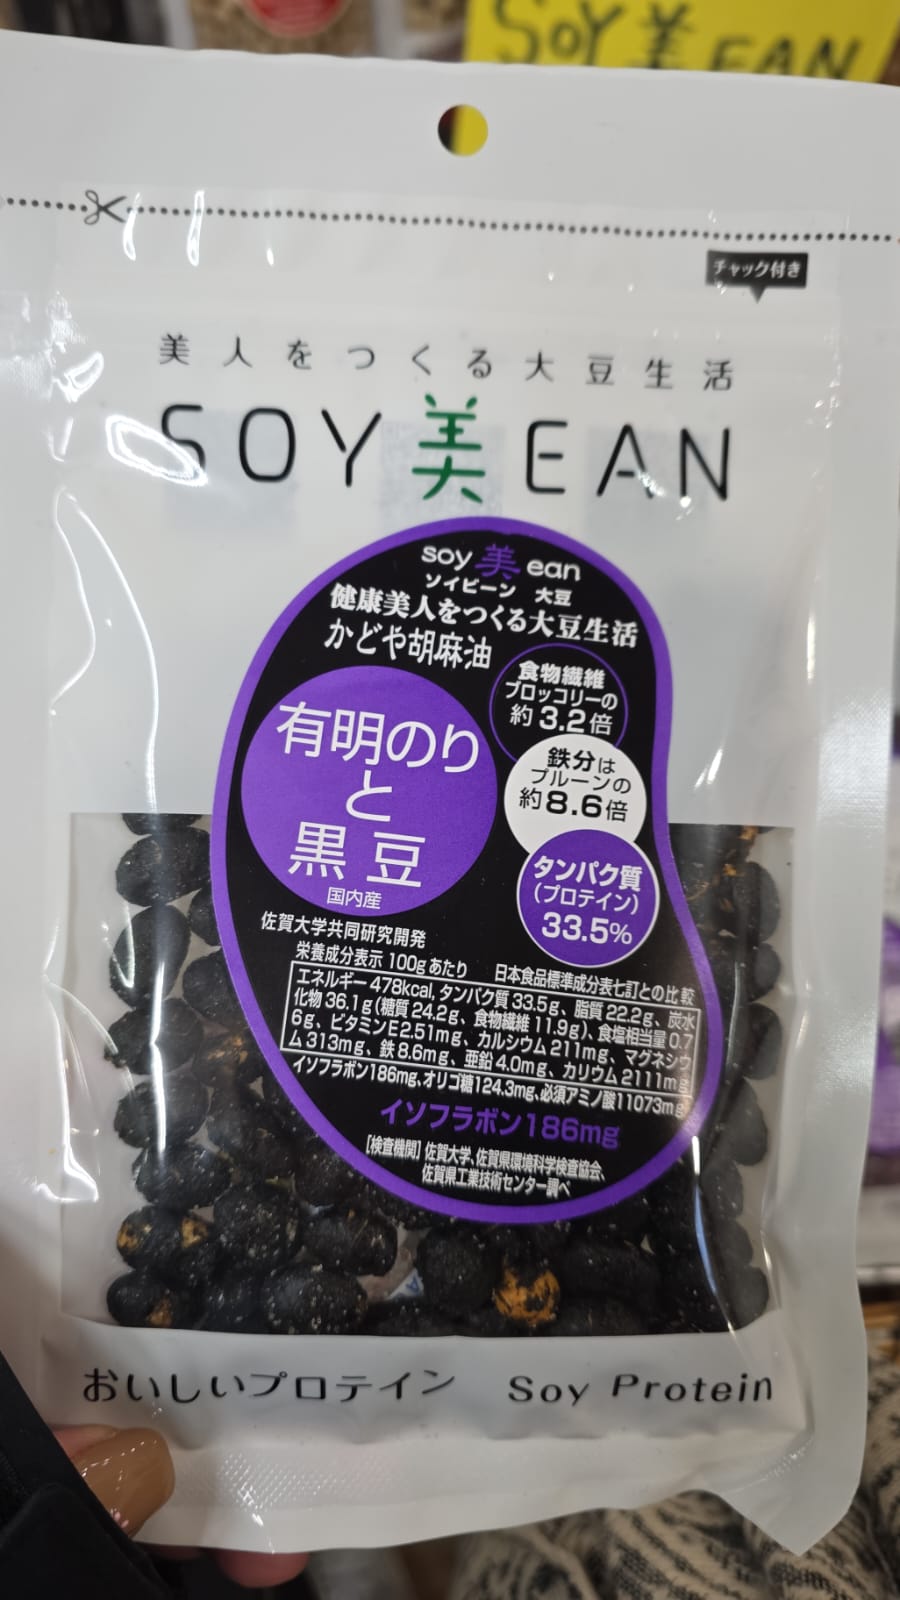 SOY美EAN
チャック付き
美人をつくる大豆生活
SOY美EAN
soy美ean
ソイビーン 大豆
健康美人をつくる大豆生活
かどや胡麻油
食物繊維
ブロッコリーの
約3.2倍
有明のり
と
黒豆
国内産
鉄分は
プルーンの
約8.6倍
タンパク質
(プロテイン)
33.5%
佐賀大学共同研究開発
栄養成分表示 100gあたり 日本食品標準成分表七訂との比較
エネルギー478kcal, タンパク質33.5g、脂質22.2g、炭水
化物36.1g(糖質24.2g、食物繊維11.9g)、食塩相当量0.7
6g、ビタミンE2.51mg、カルシウム211mg、マグネシウ
ム313mg、鉄8.6mg、亜鉛4.0mg、カリウム2111mg
イソフラボン186mg、オリゴ糖124.3mg、必須アミノ酸11073mg
イソフラボン186mg
[検査機関] 佐賀大学、佐賀県環境科学検査協会、
佐賀県工業技術センター調べ
おいしいプロテイン Soy Protein